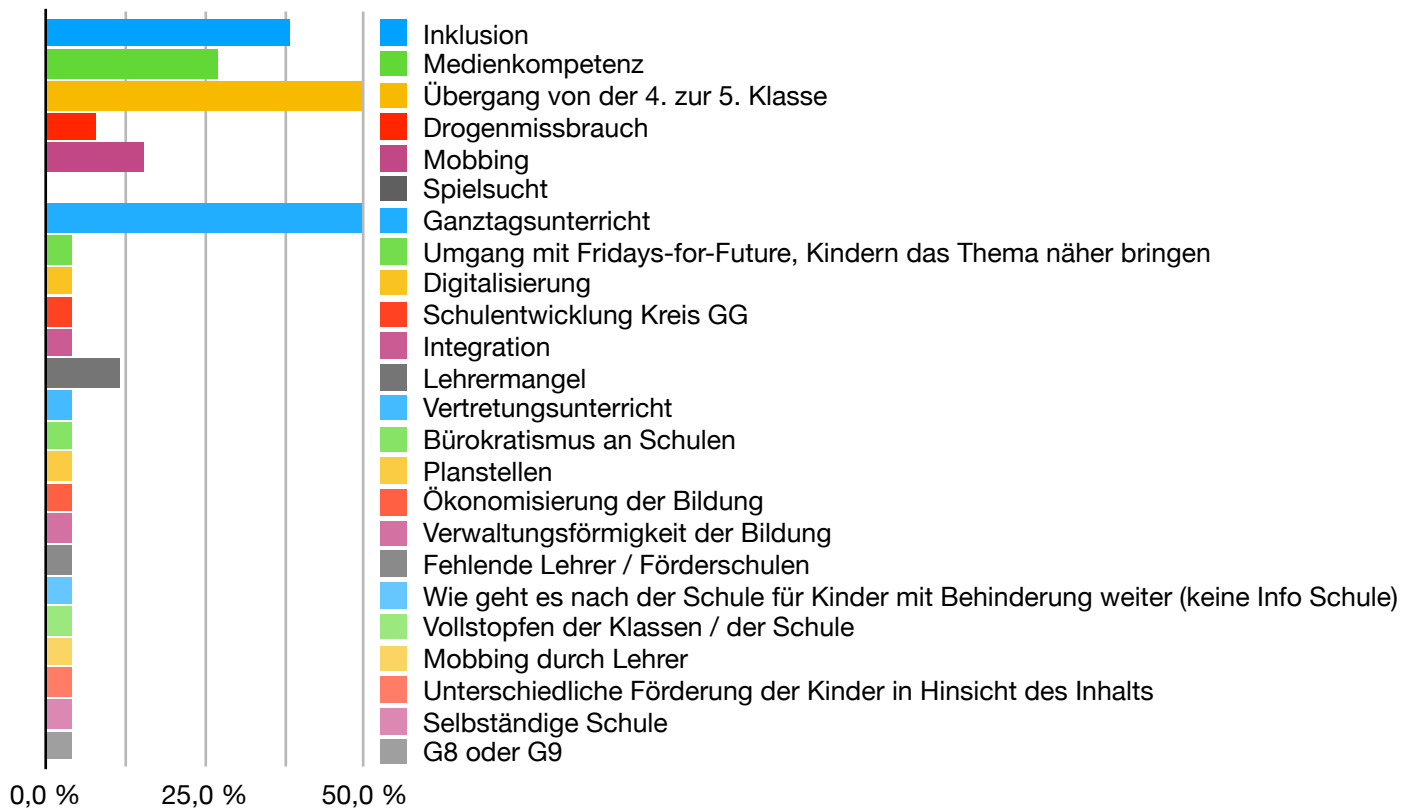 Inklusion
Medienkompetenz
Übergang von der 4. zur 5. Klasse
Drogenmissbrauch
Mobbing
Spielsucht
Ganztagsunterricht
Umgang mit Fridays-for-Future, Kindern das Thema näher bringen
Digitalisierung
Schulentwicklung Kreis GG
Integration
Lehrermangel
Vertretungsunterricht
Bürokratismus an Schulen
Planstellen
Ökonomisierung der Bildung
Verwaltungsförmigkeit der Bildung
Fehlende Lehrer / Förderschulen
Wie geht es nach der Schule für Kinder mit Behinderung weiter (keine Info Schule)
Vollstopfen der Klassen / der Schule
Mobbing durch Lehrer
Unterschiedliche Förderung der Kinder in Hinsicht des Inhalts
Selbständige Schule
G8 oder G9
0,0 % 25,0 % 50,0 %